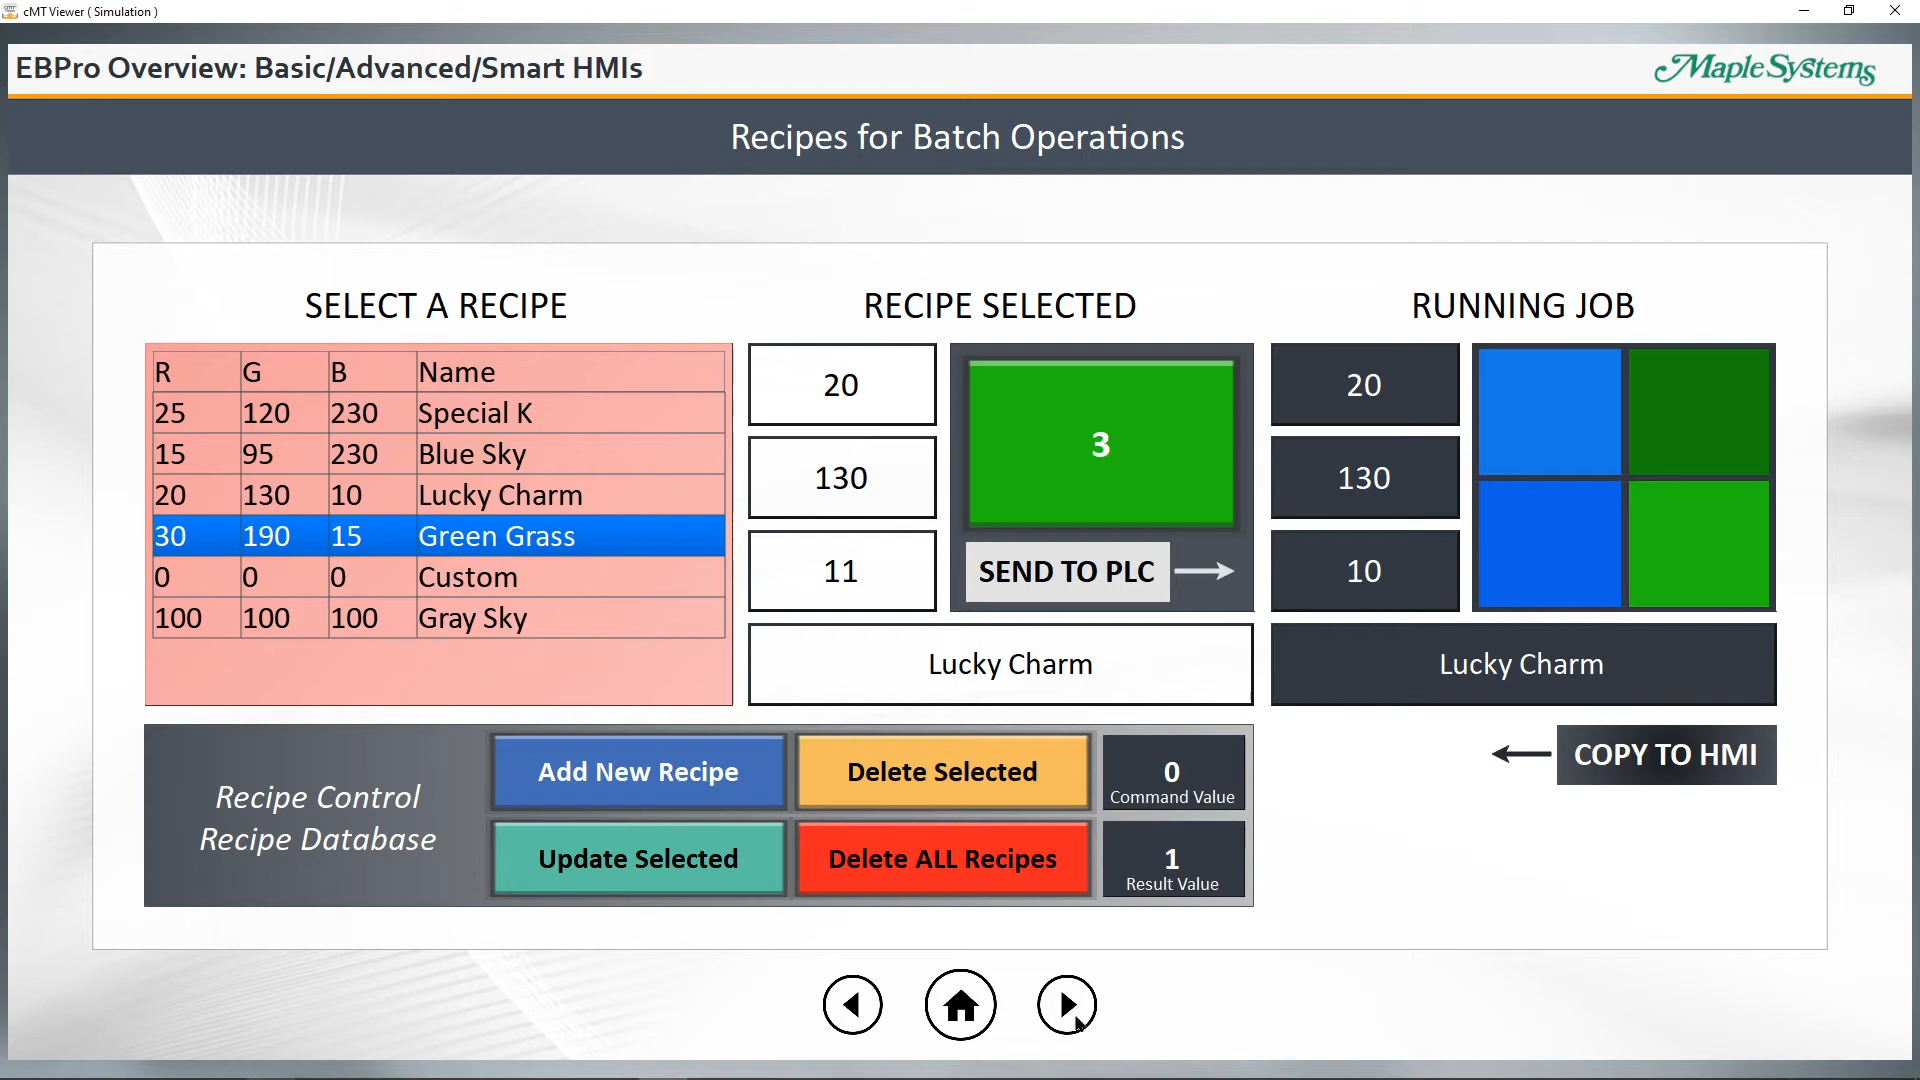 cMT Viewer ( Simulation )
EBPro Overview: Basic/Advanced/Smart HMIs
Maple Systems
Recipes for Batch Operations
SELECT A RECIPE
R G B Name
25 120 230 Special K
15 95 230 Blue Sky
20 130 10 Lucky Charm
30 190 15 Green Grass
0 0 0 Custom
100 100 100 Gray Sky
RECIPE SELECTED
20
130
11
3
SEND TO PLC
Lucky Charm
RUNNING JOB
20
130
10
Lucky Charm
COPY TO HMI
Recipe Control
Recipe Database
Add New Recipe
Delete Selected
Update Selected
Delete ALL Recipes
0
Command Value
1
Result Value